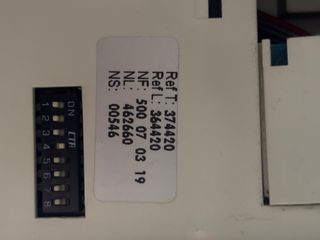 Ref T: 374420
Ref L: 364420
NF: 500 07 03 19
NL: 462660
NS: 00546
ON CTR
1 2 3 4 5 6 7 8